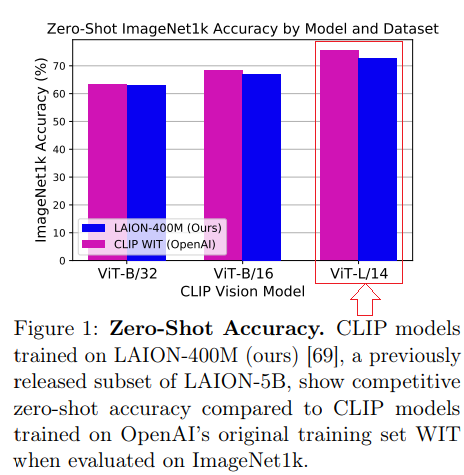 Zero-Shot ImageNet1k Accuracy by Model and Dataset
ImageNet1k Accuracy (%)
70
60
50
40
30
20
10
0
LAION-400M (Ours)
CLIP WIT (OpenAI)
ViT-B/32
ViT-B/16
ViT-L/14
CLIP Vision Model
Figure 1: Zero-Shot Accuracy. CLIP models
trained on LAION-400M (ours) [69], a previously
released subset of LAION-5B, show competitive
zero-shot accuracy compared to CLIP models
trained on OpenAI's original training set WIT
when evaluated on ImageNet1k.